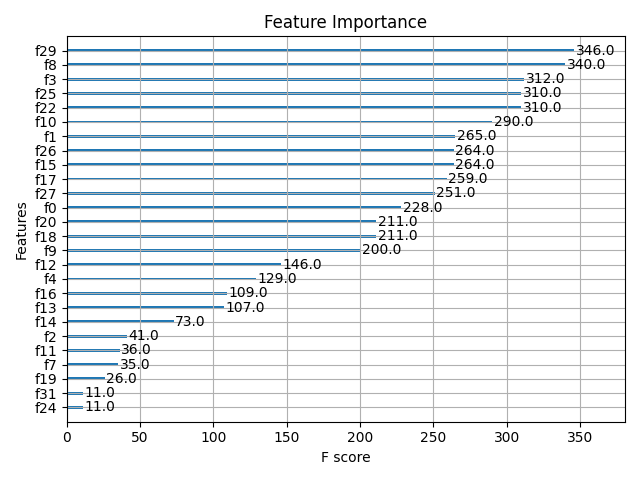 Feature Importance
f29 346.0
f8 340.0
f3 312.0
f25 310.0
f22 310.0
f10 290.0
f1 265.0
f26 264.0
f15 264.0
f17 259.0
f27 251.0
f0 228.0
f20 211.0
f18 211.0
f9 200.0
f12 146.0
f4 129.0
f16 109.0
f13 107.0
f14 73.0
f2 41.0
f11 36.0
f7 35.0
f19 26.0
f31 11.0
f24 11.0
Features
0 50 100 150 200 250 300 350
F score